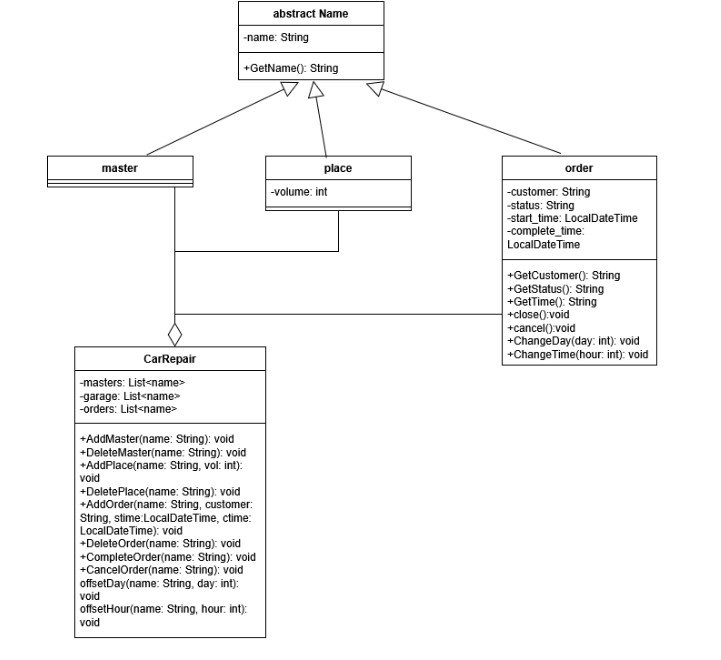 abstract Name
-name: String
+GetName(): String
master
place
-volume: int
order
-customer: String
-status: String
-start_time: LocalDateTime
-complete_time:
LocalDateTime
+GetCustomer(): String
+GetStatus(): String
+GetTime(): String
+close():void
+cancel():void
+ChangeDay(day: int): void
+ChangeTime(hour: int): void
CarRepair
-masters: List<name>
-garage: List<name>
-orders: List<name>
+AddMaster(name: String): void
+DeleteMaster(name: String): void
+AddPlace(name: String, vol: int):
void
+DeletePlace(name: String): void
+AddOrder(name: String, customer:
String, stime:LocalDateTime, ctime:
LocalDateTime): void
+DeleteOrder(name: String): void
+CompleteOrder(name: String): void
+CancelOrder(name: String): void
offsetDay(name: String, day: int):
void
offsetHour(name: String, hour: int):
void